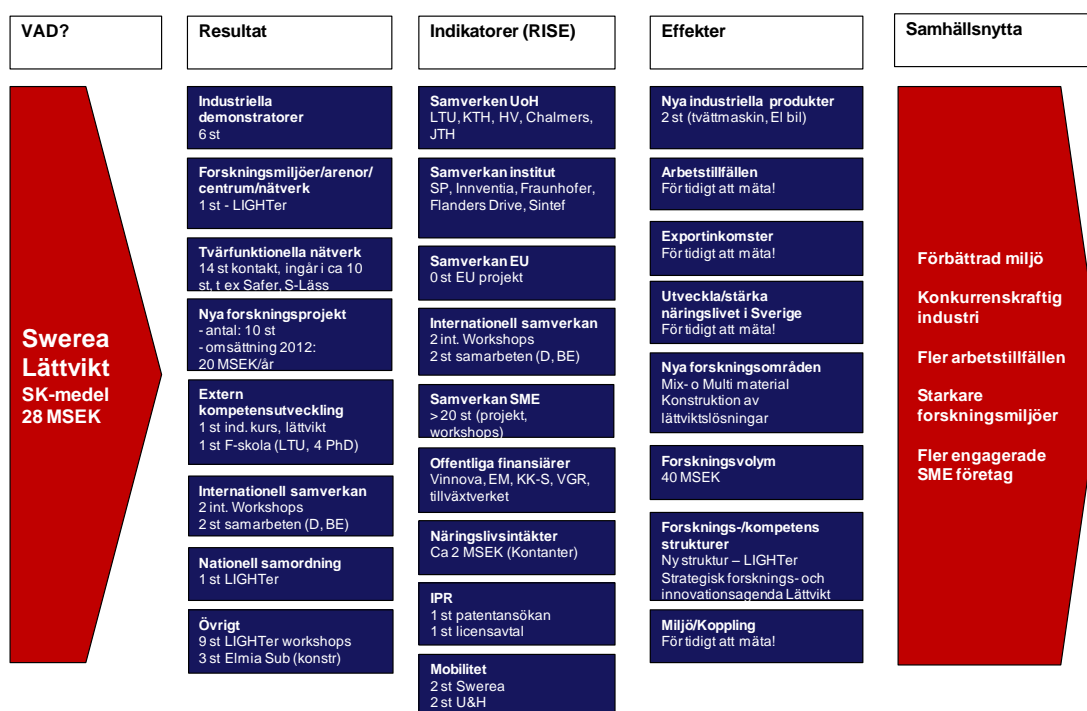 VAD?
Resultat
Indikatorer (RISE)
Effekter
Samhällsnytta
Swerea
Lättvikt
SK-medel
28 MSEK
Industriella
demonstratorer
6 st
Forskningsmiljöer/arenor/
centrum/nätverk
1 st - LIGHTer
Tvärfunktionella nätverk
14 st kontakt, ingår i ca 10
st, t ex Safer, S-Läss
Nya forskningsprojekt
- antal: 10 st
- omsättning 2012:
20 MSEK/år
Extern
kompetensutveckling
1 st ind. kurs, lättvikt
1 st F-skola (LTU, 4 PhD)
Internationell samverkan
2 int. Workshops
2 st samarbeten (D, BE)
Nationell samordning
1 st LIGHTer
Övrigt
9 st LIGHTer workshops
3 st Elmia Sub (konstr)
Samverken UoH
LTU, KTH, HV, Chalmers,
JTH
Samverkan institut
SP, Innventia, Fraunhofer,
Flanders Drive, Sintef
Samverkan EU
0 st EU projekt
Internationell samverkan
2 int. Workshops
2 st samarbeten (D, BE)
Samverkan SME
> 20 st (projekt,
workshops)
Offentliga finansiärer
Vinnova, EM, KK-S, VGR,
tillväxtverket
Näringslivsintäkter
Ca 2 MSEK (Kontanter)
IPR
1 st patentansökan
1 st licensavtal
Mobilitet
2 st Swerea
2 st U&H
Nya industriella produkter
2 st (tvättmaskin, El bil)
Arbetstillfällen
För tidigt att mäta!
Exportinkomster
För tidigt att mäta!
Utveckla/stärka
näringslivet i Sverige
För tidigt att mäta!
Nya forskningsområden
Mix- o Multi material
Konstruktion av
lättviktslösningar
Forskningsvolym
40 MSEK
Forsknings-/kompetens
strukturer
Ny struktur – LIGHTer
Strategisk forsknings- och
innovationsagenda Lättvikt
Miljö/Koppling
För tidigt att mäta!
Förbättrad miljö
Konkurrenskraftig
industri
Fler arbetstillfällen
Starkare
forskningsmiljöer
Fler engagerade
SME företag